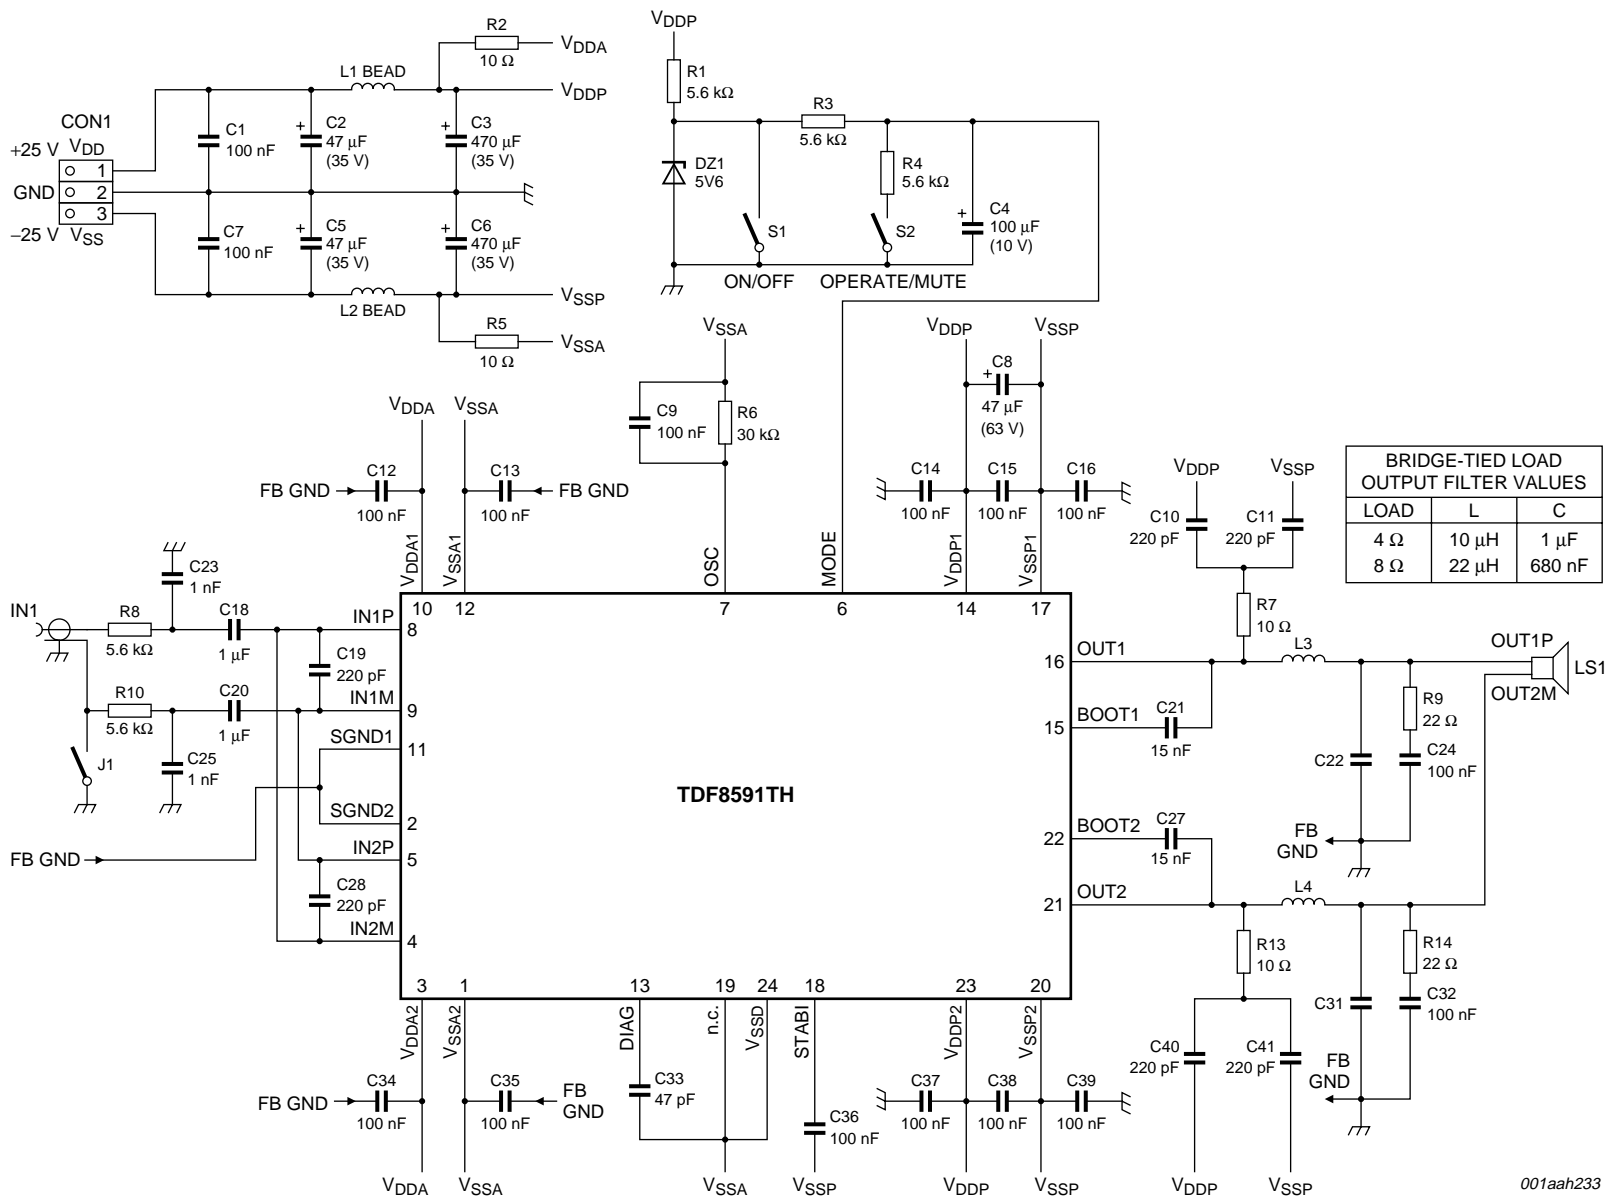 R2
10 Ω
VDDA
L1 BEAD
VDDP
CON1
+25 V
VDD
1
GND
2
3
−25 V
VSS
C1
100 nF
+
C2
47 µF
(35 V)
+
C3
470 µF
(35 V)
C7
100 nF
+
C5
47 µF
(35 V)
+
C6
470 µF
(35 V)
L2 BEAD
VSSP
R5
10 Ω
VSSA
VDDP
R1
5.6 kΩ
R3
5.6 kΩ
DZ1
5V6
R4
5.6 kΩ
S1
S2
+
C4
100 µF
(10 V)
ON/OFF
OPERATE/MUTE
VSSA
C9
100 nF
R6
30 kΩ
VDDP
VSSP
+
C8
47 µF
(63 V)
C14
100 nF
C15
100 nF
C16
100 nF
VDDA
VSSA
FB GND
C12
100 nF
C13
100 nF
FB GND
VDDA1
VSSA1
OSC
MODE
VDDP1
VSSP1
10
12
7
6
14
17
VDDP
VSSP
C10
220 pF
C11
220 pF
R7
10 Ω
BRIDGE-TIED LOAD
OUTPUT FILTER VALUES
LOAD L C
4 Ω 10 µH 1 µF
8 Ω 22 µH 680 nF
C23
1 nF
IN1
R8
5.6 kΩ
C18
1 µF
IN1P
8
C19
220 pF
R10
5.6 kΩ
C20
1 µF
IN1M
9
J1
C25
1 nF
SGND1
11
SGND2
2
FB GND
IN2P
5
C28
220 pF
IN2M
4
TDF8591TH
16
OUT1
L3
OUT1P
LS1
OUT2M
15
BOOT1
C21
15 nF
R9
22 Ω
C22
C24
100 nF
22
BOOT2
C27
15 nF
FB
GND
21
OUT2
L4
R13
10 Ω
R14
22 Ω
C31
C32
100 nF
C40
220 pF
C41
220 pF
FB
GND
VDDP
VSSP
3
1
13
19
24
18
23
20
VDDA2
VSSA2
DIAG
n.c.
VSSD
STABI
VDDP2
VSSP2
FB GND
C34
100 nF
C35
100 nF
FB
GND
C33
47 pF
C36
100 nF
C37
100 nF
C38
100 nF
C39
100 nF
VDDA
VSSA
VSSA
VSSP
VDDP
VSSP
001aah233